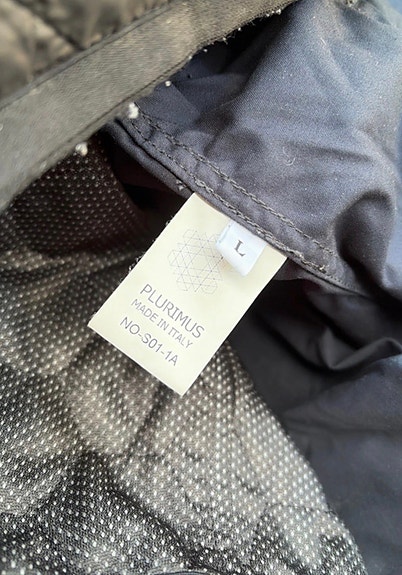 L
PLURIMUS
MADE IN ITALY
NO-S01-1A